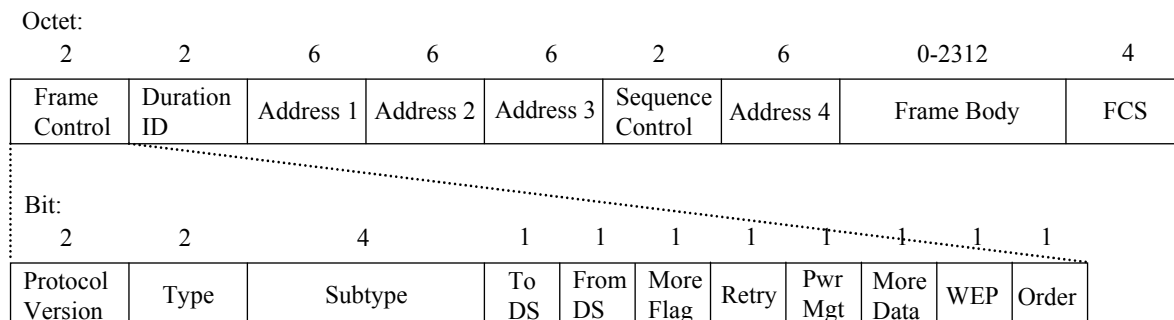 Octet:
2 2 6 6 6 2 6 0-2312 4
Frame Control Duration ID Address 1 Address 2 Address 3 Sequence Control Address 4 Frame Body FCS
Bit:
2 2 4 1 1 1 1 1 1 1 1
Protocol Version Type Subtype To DS From DS More Flag Retry Pwr Mgt More Data WEP Order